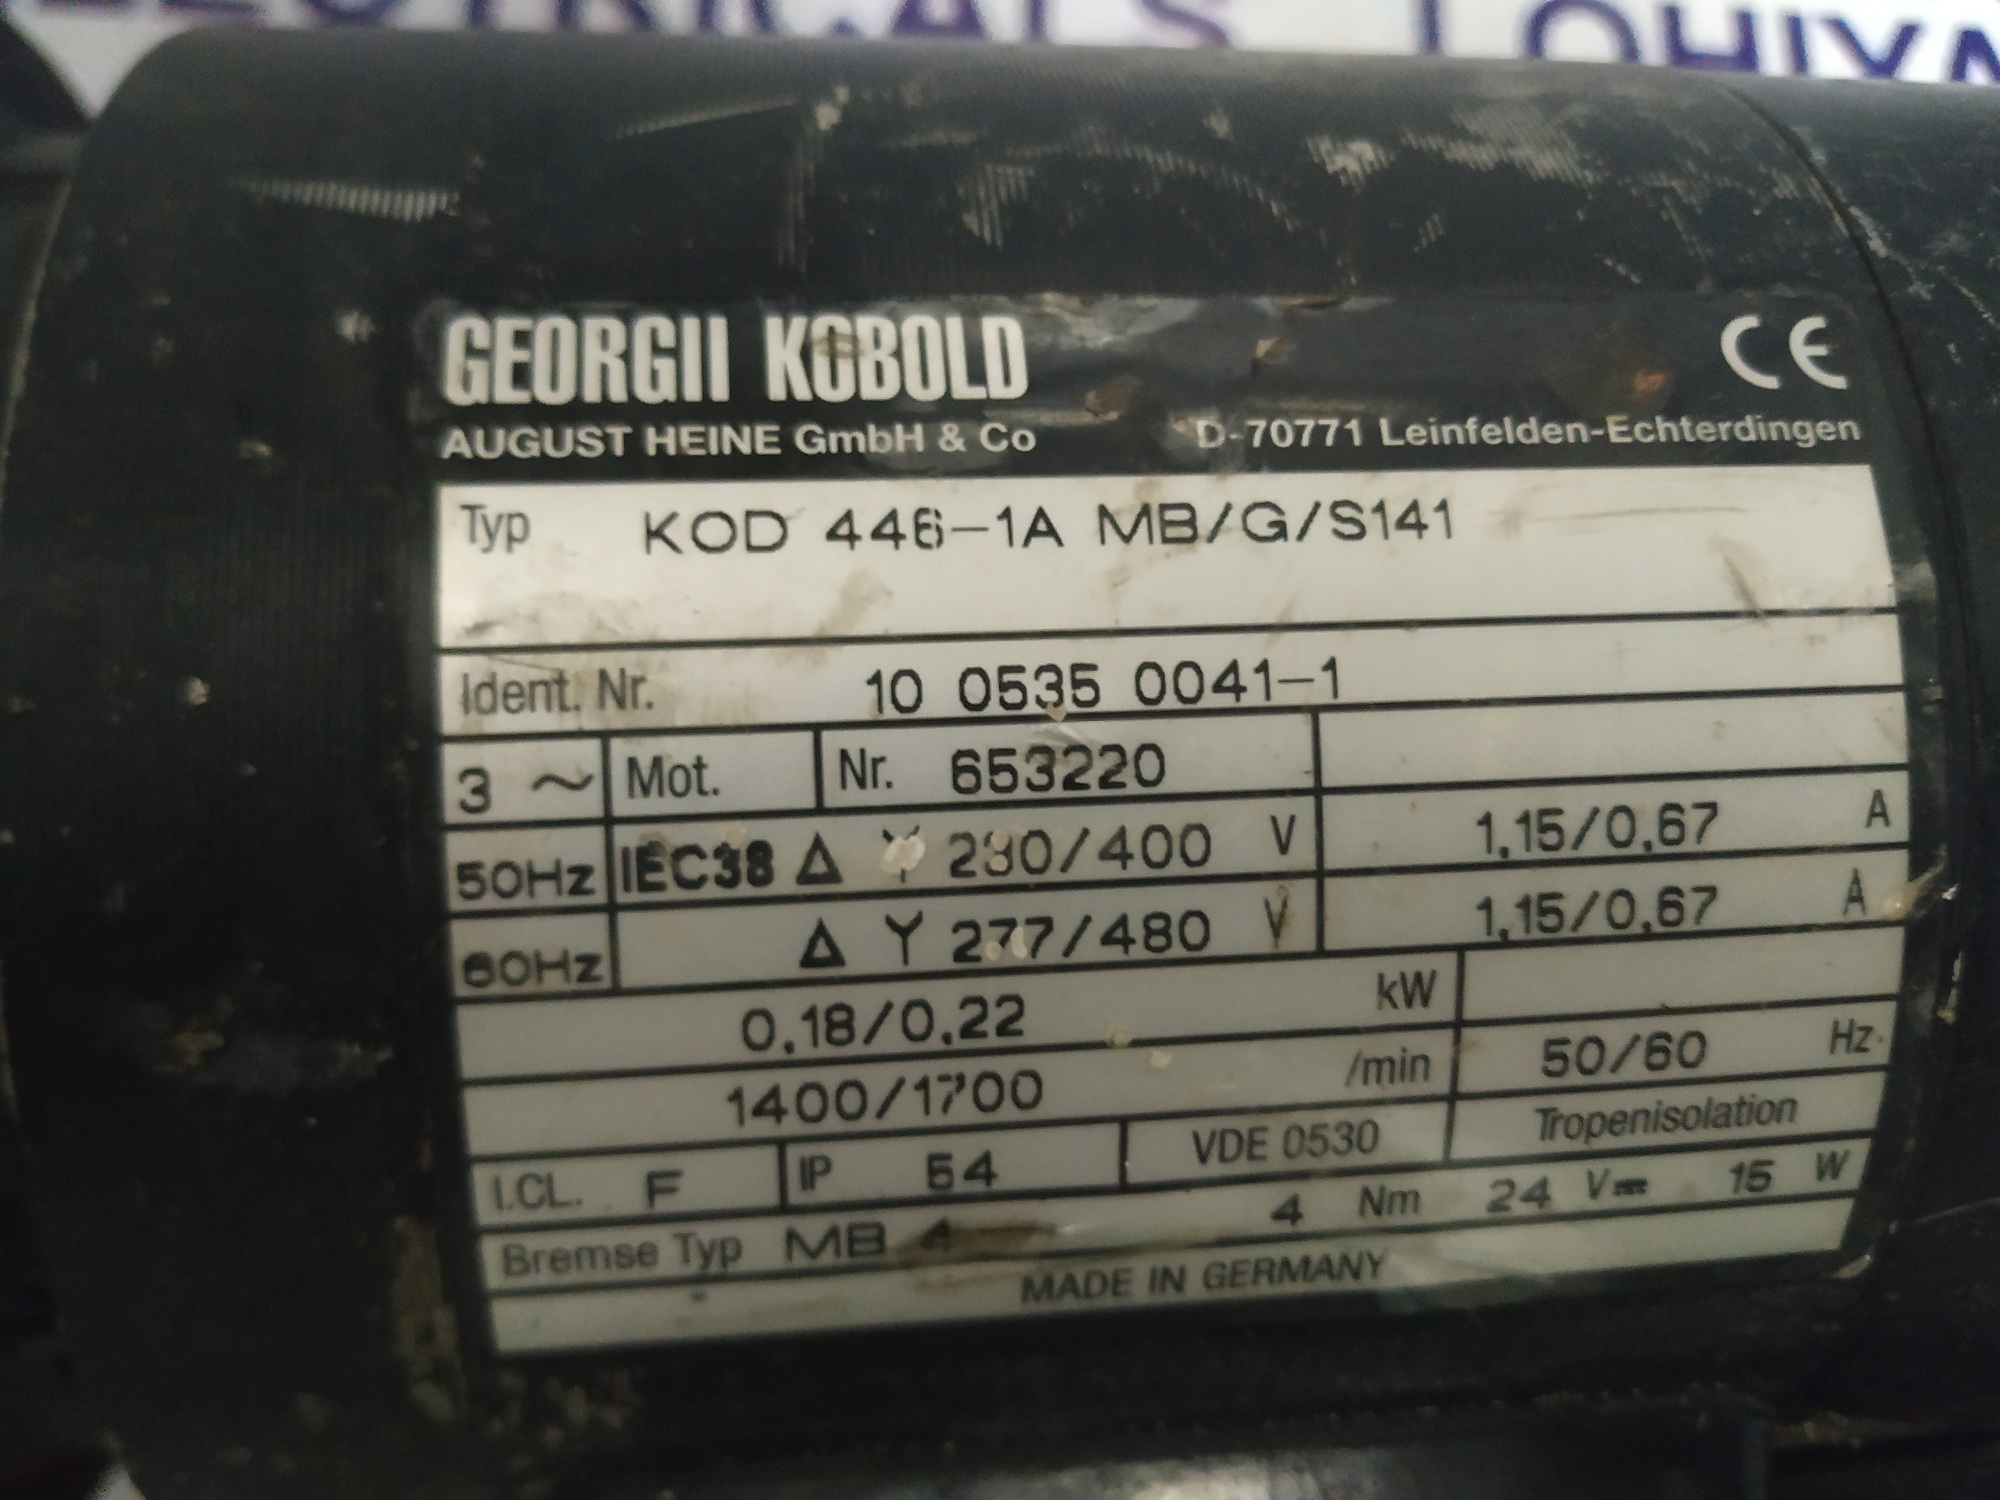 GEORGII KOBOLD CE
AUGUST HEINE GmbH & Co D-70771 Leinfelden-Echterdingen
Typ KOD 446-1A MB/G/S141
Ident. Nr. 10 0535 0041-1
3 ~ Mot. Nr. 653220
50Hz IEC38 Δ Y 230/400 V 1,15/0,67 A
60Hz Δ Y 277/480 V 1,15/0,67 A
0,18/0,22 kW
1400/1700 /min 50/60 Hz
I.CL. F IP 54 VDE 0530 Tropenisolation
Bremse Typ MB 4 4 Nm 24 V⎓ 15 W
MADE IN GERMANY